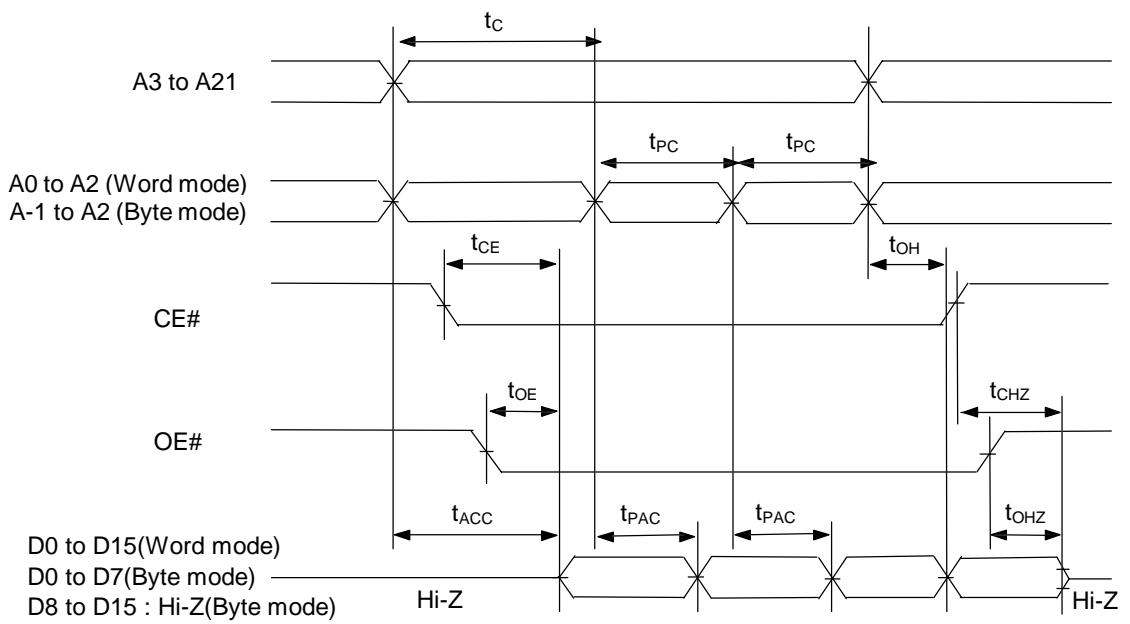 tC
A3 to A21
tPC
tPC
A0 to A2 (Word mode)
A-1 to A2 (Byte mode)
tCE
tOH
CE#
tOE
tCHZ
OE#
tACC
tPAC
tPAC
tOHZ
D0 to D15(Word mode)
D0 to D7(Byte mode)
D8 to D15 : Hi-Z(Byte mode)
Hi-Z
Hi-Z